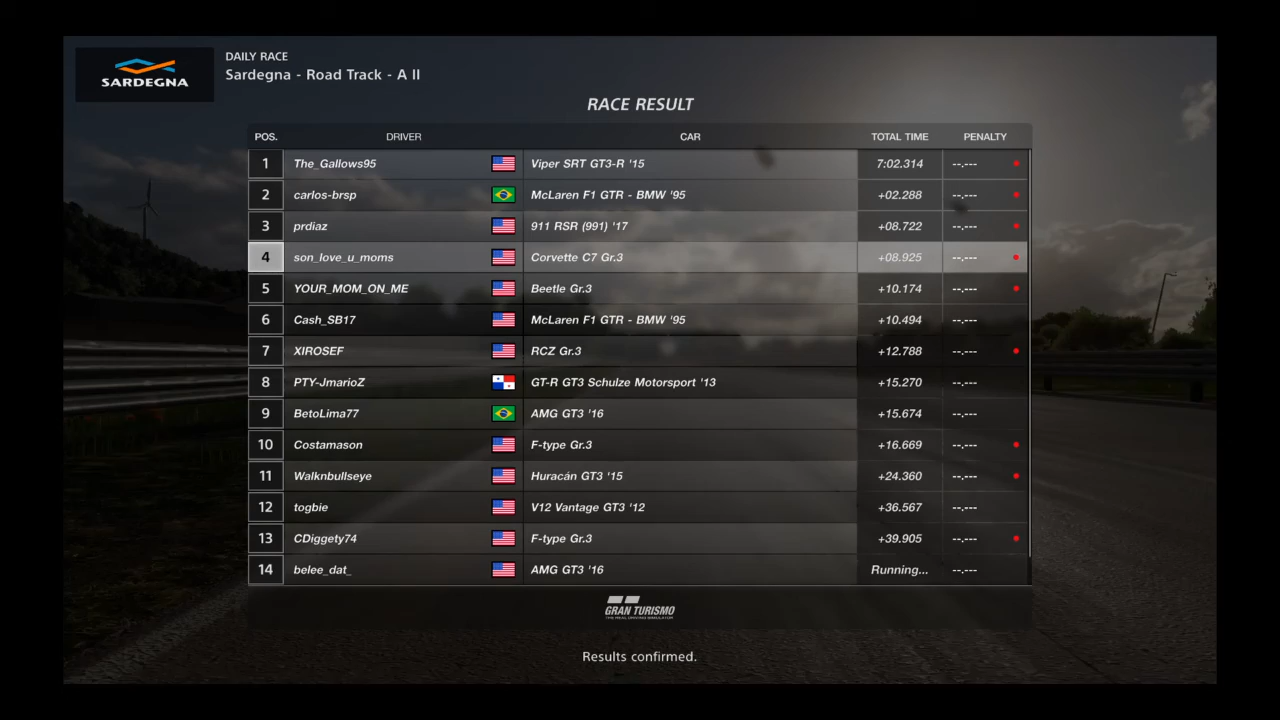 SARDEGNA
DAILY RACE
Sardegna - Road Track - A II
RACE RESULT
POS. DRIVER CAR TOTAL TIME PENALTY
1 The_Gallows95 Viper SRT GT3-R '15 7:02.314 --.---
2 carlos-brsp McLaren F1 GTR - BMW '95 +02.288 --.---
3 prdiaz 911 RSR (991) '17 +08.722 --.---
4 son_love_u_moms Corvette C7 Gr.3 +08.925 --.---
5 YOUR_MOM_ON_ME Beetle Gr.3 +10.174 --.---
6 Cash_SB17 McLaren F1 GTR - BMW '95 +10.494 --.---
7 XIROSEF RCZ Gr.3 +12.788 --.---
8 PTY-JmarioZ GT-R GT3 Schulze Motorsport '13 +15.270 --.---
9 BetoLima77 AMG GT3 '16 +15.674 --.---
10 Costamason F-type Gr.3 +16.669 --.---
11 Walknbullseye Huracán GT3 '15 +24.360 --.---
12 togbie V12 Vantage GT3 '12 +36.567 --.---
13 CDiggety74 F-type Gr.3 +39.905 --.---
14 belee_dat_ AMG GT3 '16 Running... --.---
GRAN TURISMO
THE REAL DRIVING SIMULATOR
Results confirmed.